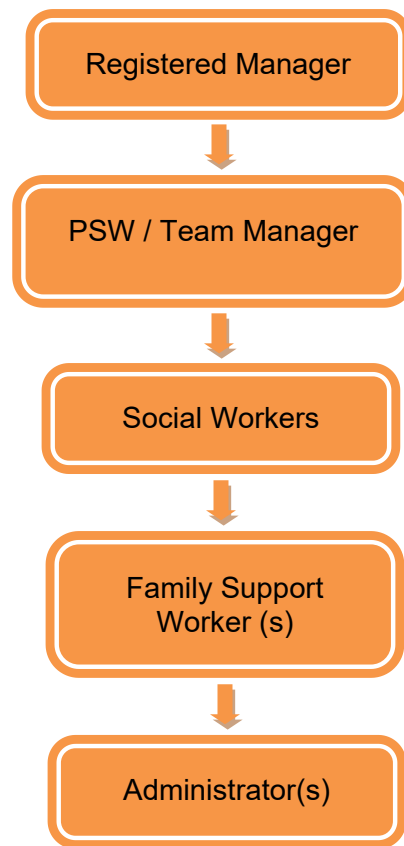 Registered Manager
PSW / Team Manager
Social Workers
Family Support
Worker (s)
Administrator(s)